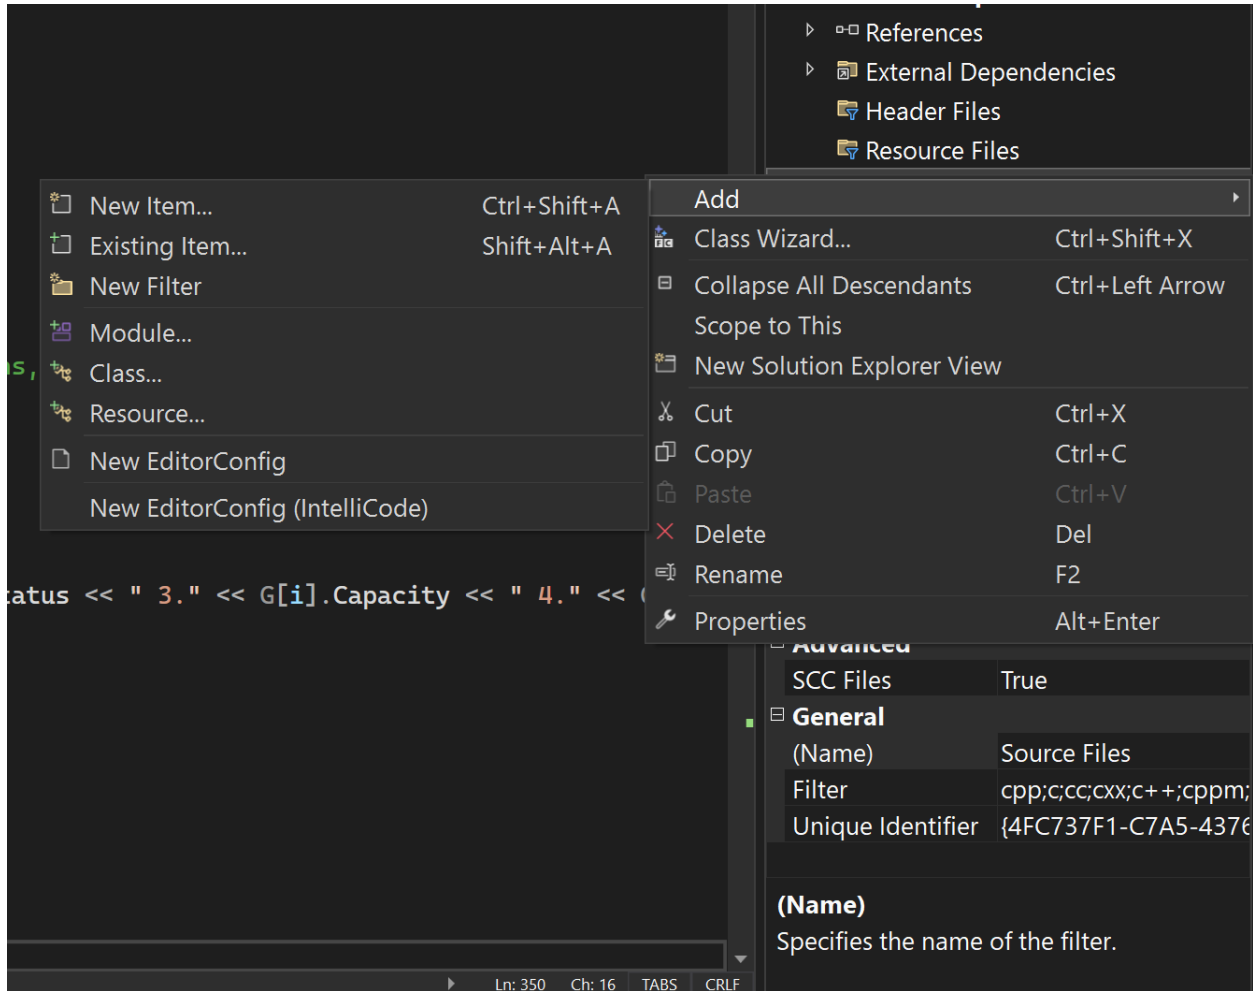 References
External Dependencies
Header Files
Resource Files
New Item... Ctrl+Shift+A
Existing Item... Shift+Alt+A
New Filter
Module...
Class...
Resource...
New EditorConfig
New EditorConfig (IntelliCode)
Add
Class Wizard... Ctrl+Shift+X
Collapse All Descendants Ctrl+Left Arrow
Scope to This
New Solution Explorer View
Cut Ctrl+X
Copy Ctrl+C
Paste Ctrl+V
Delete Del
Rename F2
Properties Alt+Enter
s,
tatus << " 3." << G[i].Capacity << " 4." <<
Advanced
SCC Files True
General
(Name) Source Files
Filter cpp;c;cc;cxx;c++;cppm;
Unique Identifier {4FC737F1-C7A5-4376
(Name)
Specifies the name of the filter.
Ln: 350 Ch: 16 TABS CRLF